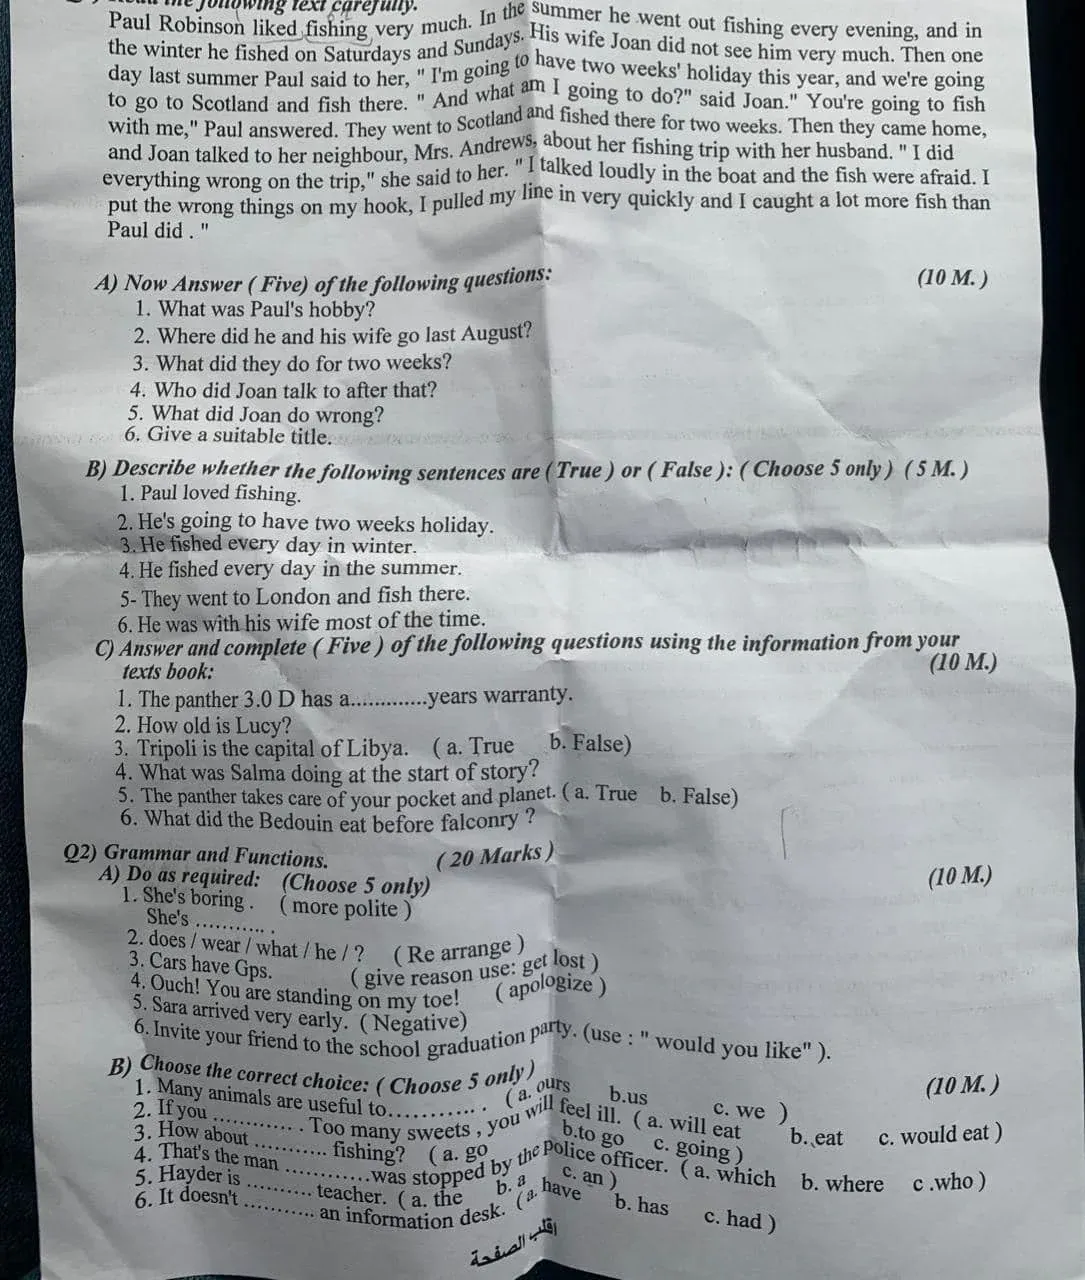 the following text carefully.
Paul Robinson liked fishing very much. In the summer he went out fishing every evening, and in
the winter he fished on Saturdays and Sundays. His wife Joan did not see him very much. Then one
day last summer Paul said to her, " I'm going to have two weeks' holiday this year, and we're going
to go to Scotland and fish there. " And what am I going to do?" said Joan." You're going to fish
with me," Paul answered. They went to Scotland and fished there for two weeks. Then they came home,
and Joan talked to her neighbour, Mrs. Andrews, about her fishing trip with her husband. " I did
everything wrong on the trip," she said to her. " I talked loudly in the boat and the fish were afraid. I
put the wrong things on my hook, I pulled my line in very quickly and I caught a lot more fish than
Paul did . "
A) Now Answer ( Five) of the following questions: (10 M. )
1. What was Paul's hobby?
2. Where did he and his wife go last August?
3. What did they do for two weeks?
4. Who did Joan talk to after that?
5. What did Joan do wrong?
6. Give a suitable title.
B) Describe whether the following sentences are ( True ) or ( False ): ( Choose 5 only ) ( 5 M. )
1. Paul loved fishing.
2. He's going to have two weeks holiday.
3. He fished every day in winter.
4. He fished every day in the summer.
5- They went to London and fish there.
6. He was with his wife most of the time.
C) Answer and complete ( Five ) of the following questions using the information from your
texts book: (10 M.)
1. The panther 3.0 D has a.............years warranty.
2. How old is Lucy?
3. Tripoli is the capital of Libya. ( a. True b. False)
4. What was Salma doing at the start of story?
5. The panther takes care of your pocket and planet. ( a. True b. False)
6. What did the Bedouin eat before falconry ?
Q2) Grammar and Functions. ( 20 Marks )
A) Do as required: (Choose 5 only) (10 M.)
1. She's boring . ( more polite )
She's ............ .
2. does / wear / what / he / ? ( Re arrange )
3. Cars have Gps. ( give reason use: get lost )
4. Ouch! You are standing on my toe! ( apologize )
5. Sara arrived very early. ( Negative)
6. Invite your friend to the school graduation party. (use : " would you like" ).
B) Choose the correct choice: ( Choose 5 only ) (10 M. )
1. Many animals are useful to............ . ( a. ours b.us c. we )
2. If you ............. Too many sweets , you will feel ill. ( a. will eat b. eat c. would eat )
3. How about ............ fishing? ( a. go b.to go c. going )
4. That's the man ............was stopped by the police officer. ( a. which b. where c .who )
5. Hayder is .......... teacher. ( a. the b. a c. an )
6. It doesn't ............ an information desk. ( a. have b. has c. had )
اقلب الصفحة